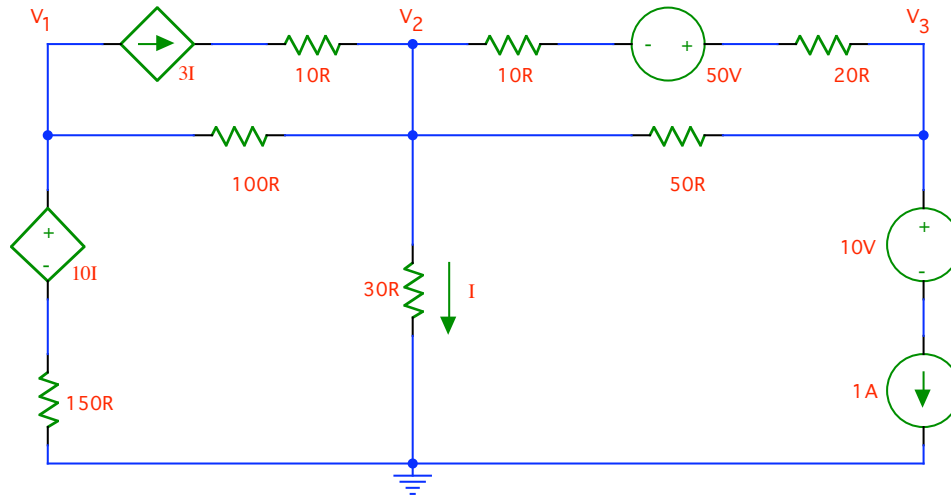 V1 V2 V3
3I 10R 10R - + 50V 20R
100R 50R
+ - 10I 30R I 10V + -
150R 1A